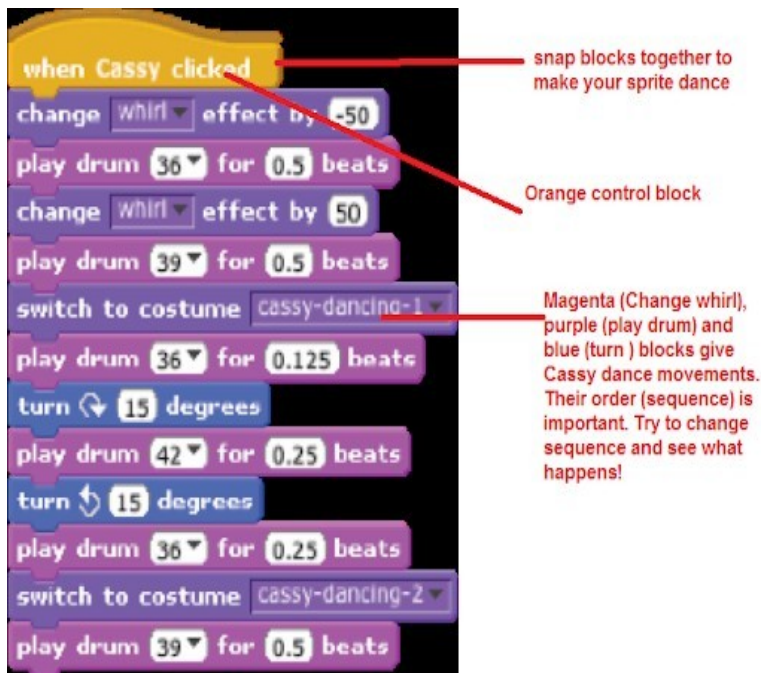 when Cassy clicked
change whirl effect by -50
play drum 36 for 0.5 beats
change whirl effect by 50
play drum 39 for 0.5 beats
switch to costume cassy-dancing-1
play drum 36 for 0.125 beats
turn 15 degrees
play drum 42 for 0.25 beats
turn 15 degrees
play drum 36 for 0.25 beats
switch to costume cassy-dancing-2
play drum 39 for 0.5 beats
snap blocks together to
make your sprite dance
Orange control block
Magenta (Change whirl),
purple (play drum) and
blue (turn ) blocks give
Cassy dance movements.
Their order (sequence) is
important. Try to change
sequence and see what
happens!